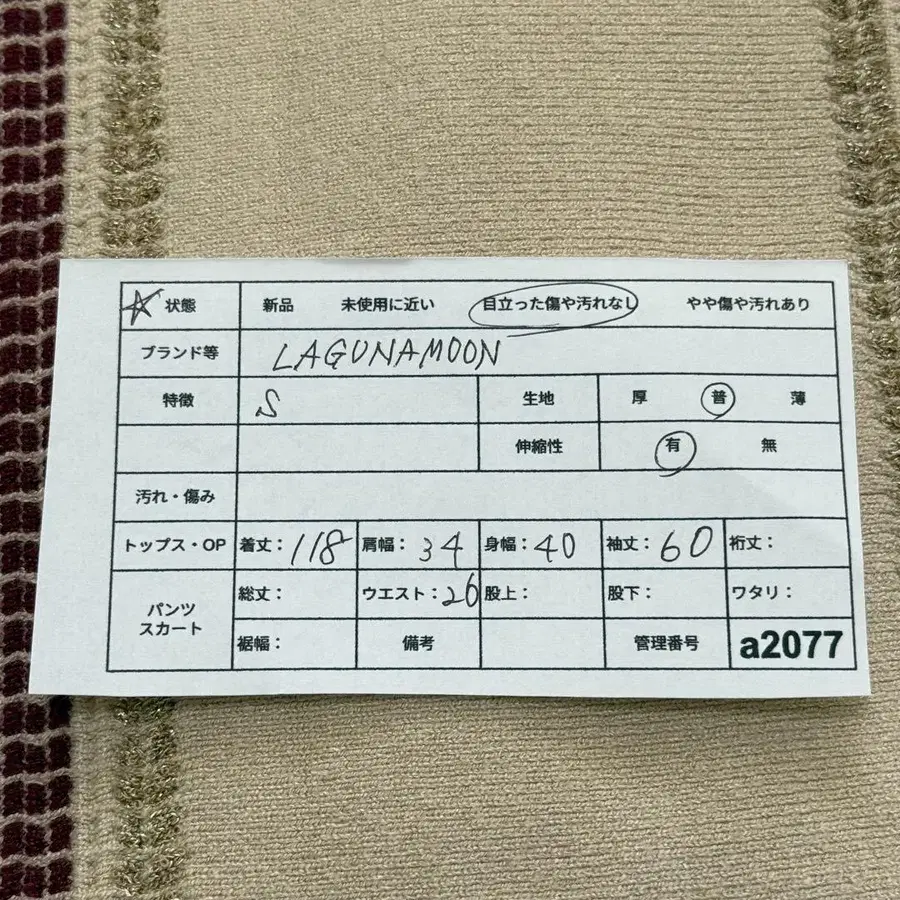 ☆ 状態 新品 未使用に近い 目立った傷や汚れなし やや傷や汚れあり
ブランド等 LAGUNAMOON
特徴 S 生地 厚 普 薄
伸縮性 有 無
汚れ・傷み
トップス・OP 着丈：118 肩幅：34 身幅：40 袖丈：60 裄丈：
パンツ スカート
総丈： ウエスト：26 股上： 股下： ワタリ：
裾幅： 備考 管理番号 a2077